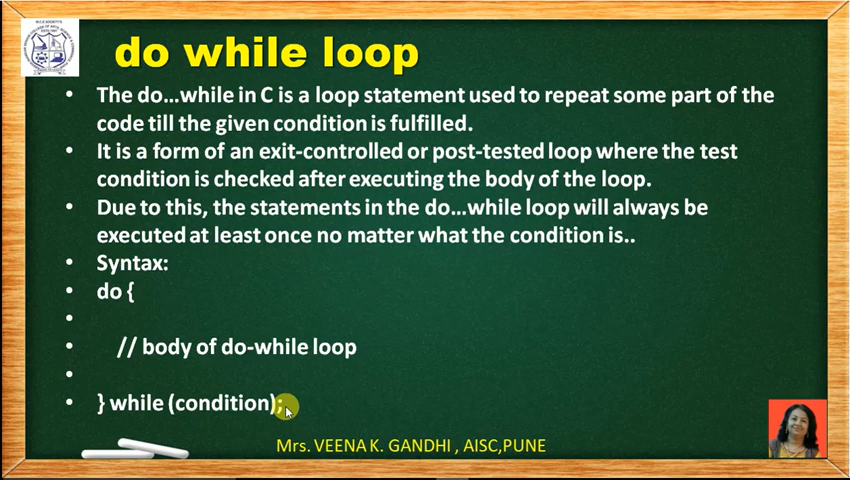 do while loop
• The do...while in C is a loop statement used to repeat some part of the
code till the given condition is fulfilled.
• It is a form of an exit-controlled or post-tested loop where the test
condition is checked after executing the body of the loop.
• Due to this, the statements in the do...while loop will always be
executed at least once no matter what the condition is..
• Syntax:
• do {
•
• // body of do-while loop
•
• } while (condition);
Mrs. VEENA K. GANDHI , AISC,PUNE